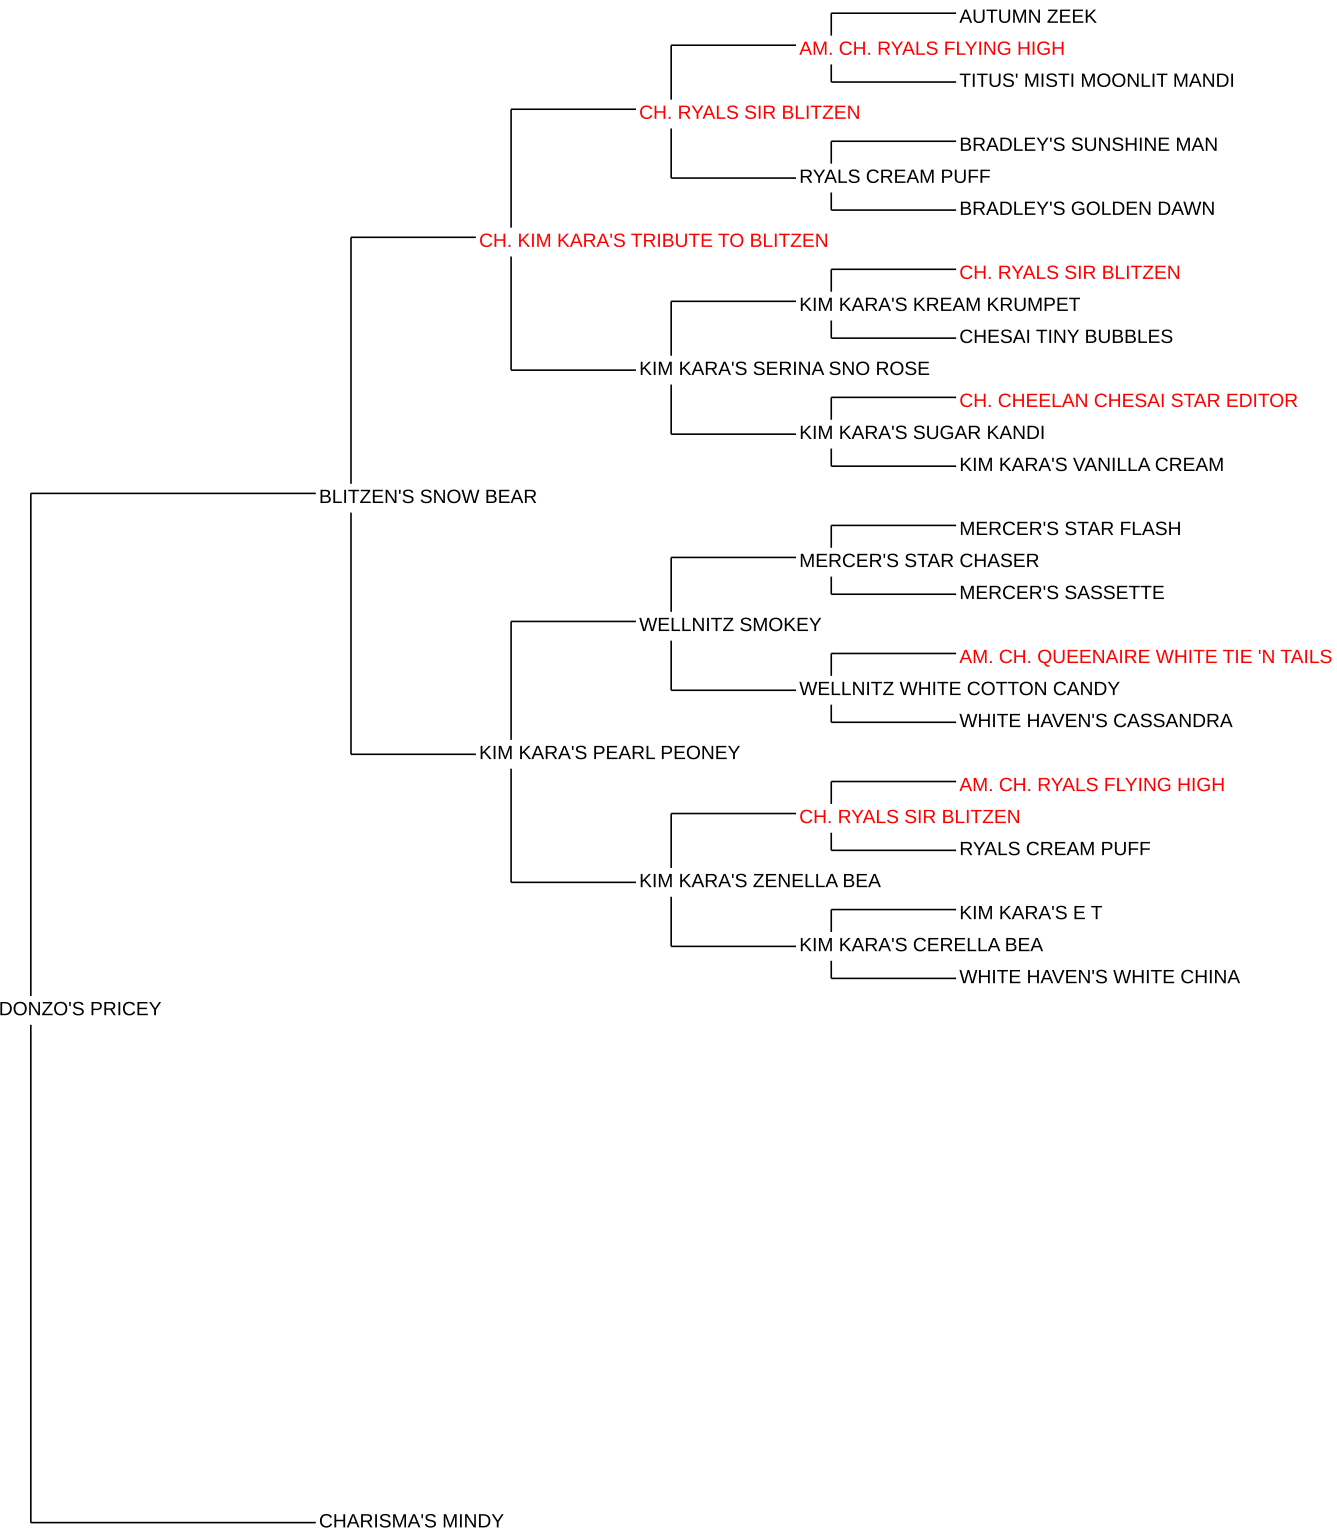 AUTUMN ZEEK
AM. CH. RYALS FLYING HIGH
TITUS' MISTI MOONLIT MANDI
CH. RYALS SIR BLITZEN
BRADLEY'S SUNSHINE MAN
RYALS CREAM PUFF
BRADLEY'S GOLDEN DAWN
CH. KIM KARA'S TRIBUTE TO BLITZEN
CH. RYALS SIR BLITZEN
KIM KARA'S KREAM KRUMPET
CHESAI TINY BUBBLES
KIM KARA'S SERINA SNO ROSE
CH. CHEELAN CHESAI STAR EDITOR
KIM KARA'S SUGAR KANDI
KIM KARA'S VANILLA CREAM
BLITZEN'S SNOW BEAR
MERCER'S STAR FLASH
MERCER'S STAR CHASER
MERCER'S SASSETTE
WELLNITZ SMOKEY
AM. CH. QUEENAIRE WHITE TIE 'N TAILS
WELLNITZ WHITE COTTON CANDY
WHITE HAVEN'S CASSANDRA
KIM KARA'S PEARL PEONEY
AM. CH. RYALS FLYING HIGH
CH. RYALS SIR BLITZEN
RYALS CREAM PUFF
KIM KARA'S ZENELLA BEA
KIM KARA'S E T
KIM KARA'S CERELLA BEA
WHITE HAVEN'S WHITE CHINA
DONZO'S PRICEY
CHARISMA'S MINDY